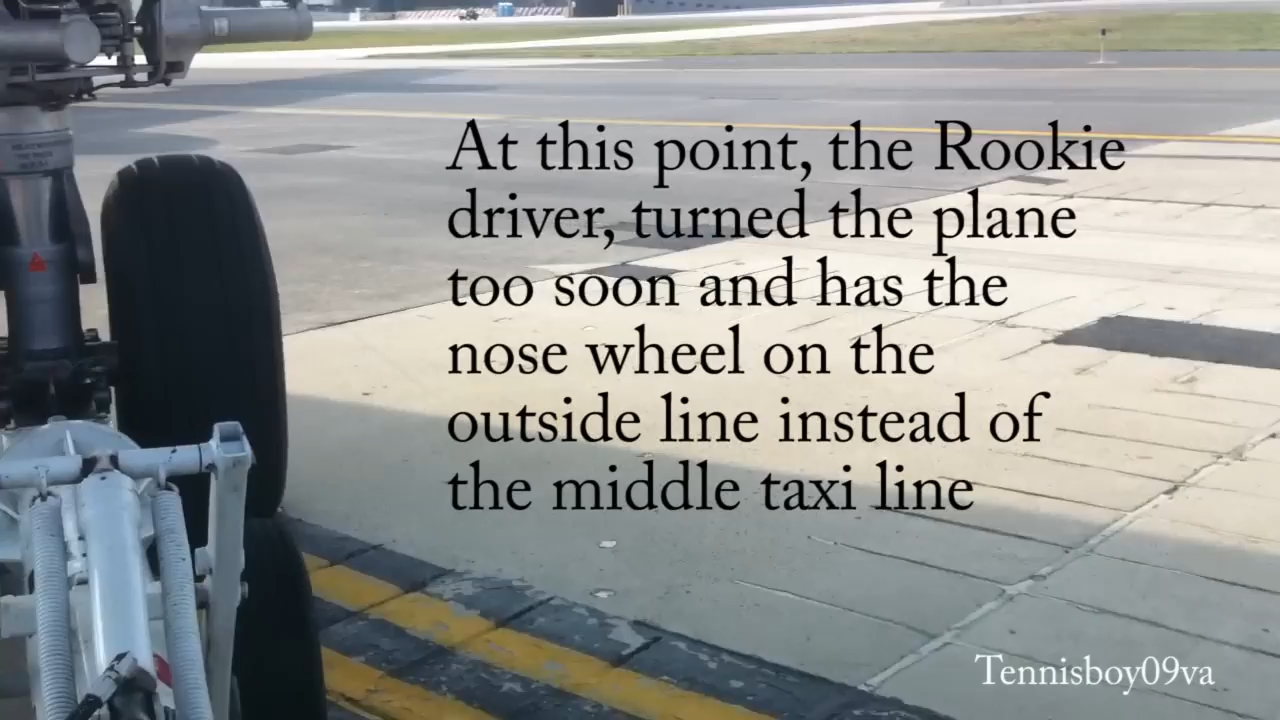 At this point, the Rookie
driver, turned the plane
too soon and has the
nose wheel on the
outside line instead of
the middle taxi line
Tennisboy09va